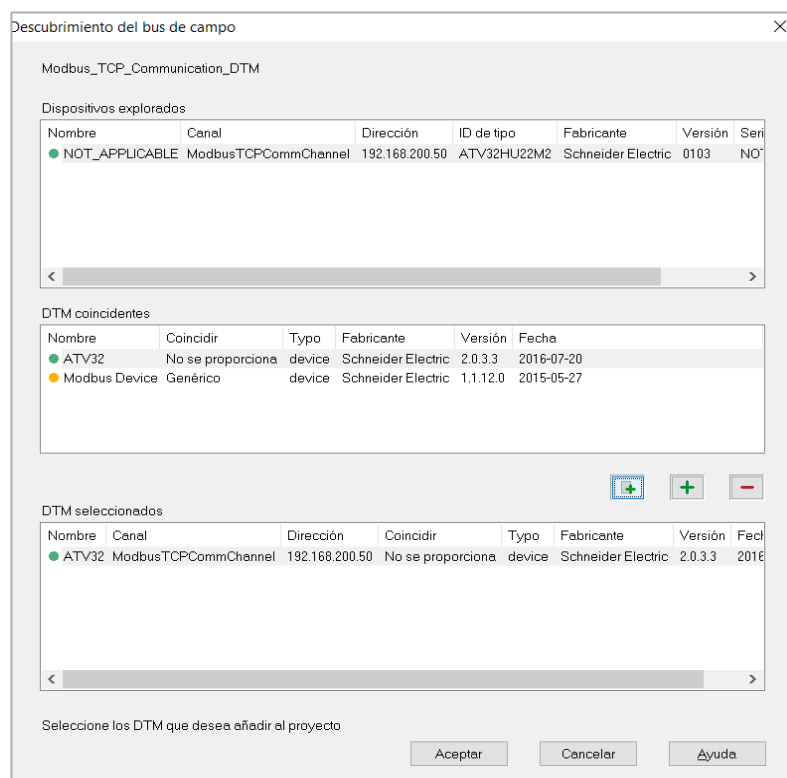 Descubrimiento del bus de campo
Modbus_TCP_Communication_DTM
Dispositivos explorados
Nombre Canal Dirección ID de tipo Fabricante Versión Seri
NOT_APPLICABLE ModbusTCPCommChannel 192.168.200.50 ATV32HU22M2 Schneider Electric 0103 NOT
DTM coincidentes
Nombre Coincidir Typo Fabricante Versión Fecha
ATV32 No se proporciona device Schneider Electric 2.0.3.3 2016-07-20
Modbus Device Genérico device Schneider Electric 1.1.12.0 2015-05-27
DTM seleccionados
Nombre Canal Dirección Coincidir Typo Fabricante Versión Fech
ATV32 ModbusTCPCommChannel 192.168.200.50 No se proporciona device Schneider Electric 2.0.3.3 2016
Seleccione los DTM que desea añadir al proyecto
Aceptar Cancelar Ayuda